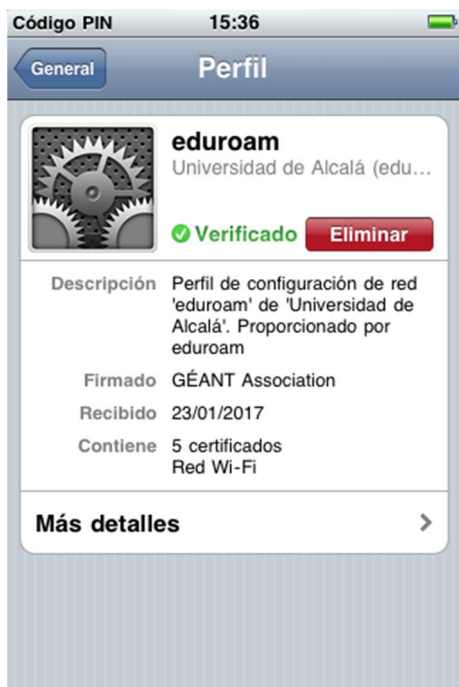 Código PIN 15:36
General Perfil
eduroam
Universidad de Alcalá (edu...
Verificado Eliminar
Descripción Perfil de configuración de red
'eduroam' de 'Universidad de
Alcalá'. Proporcionado por
eduroam
Firmado GÉANT Association
Recibido 23/01/2017
Contiene 5 certificados
Red Wi-Fi
Más detalles